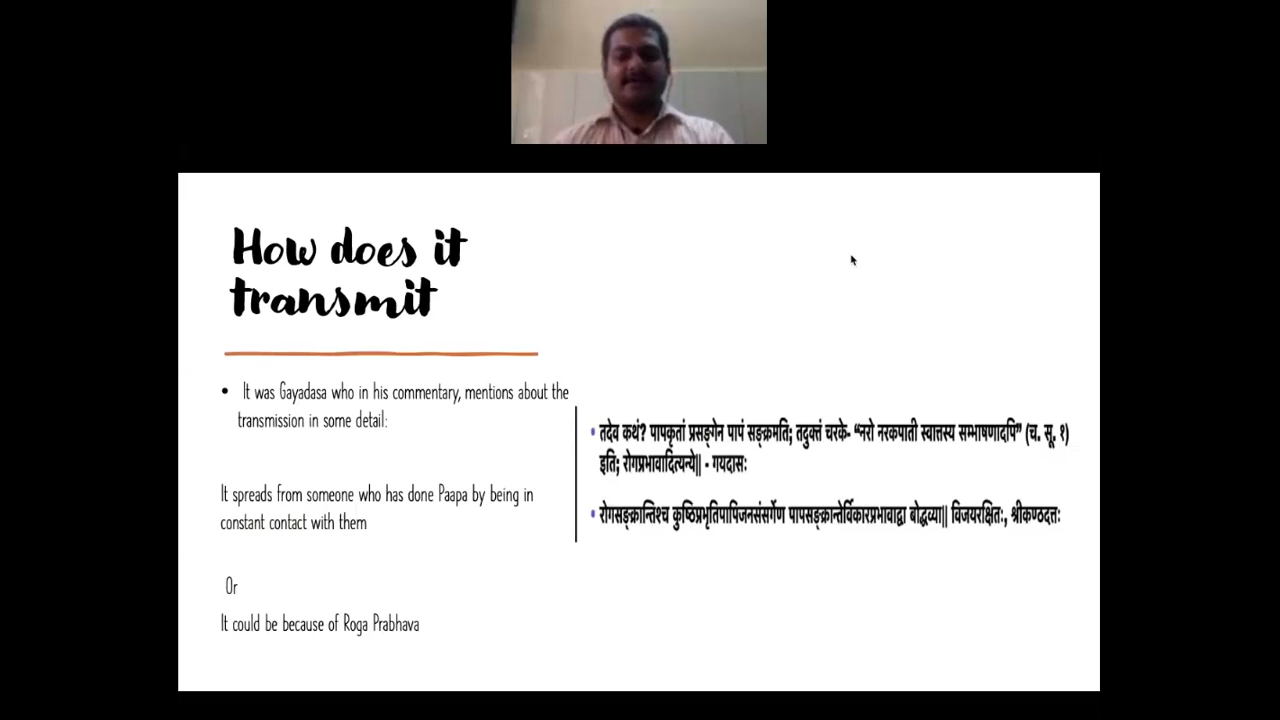 How does it
transmit
• It was Gayadasa who in his commentary, mentions about the
transmission in some detail:
It spreads from someone who has done Paapa by being in
constant contact with them
Or
It could be because of Roga Prabhava
• तदेव कथं? पापकृतां प्रसङ्गेन पापं सङ्क्रमति; तदुक्तं चरके- “नरो नरकपाती स्वात्तस्य सम्भाषणादपि” (च. सू. १)
इति; रोगप्रभावादित्यन्ये|| - गयदासः
• रोगसङ्क्रान्तिश्च कुष्ठिप्रभृतिपापिजनसंसर्गेण पापसङ्क्रान्तेर्विकारप्रभावाद्वा बोद्धव्या|| विजयरक्षितः, श्रीकण्ठदत्तः